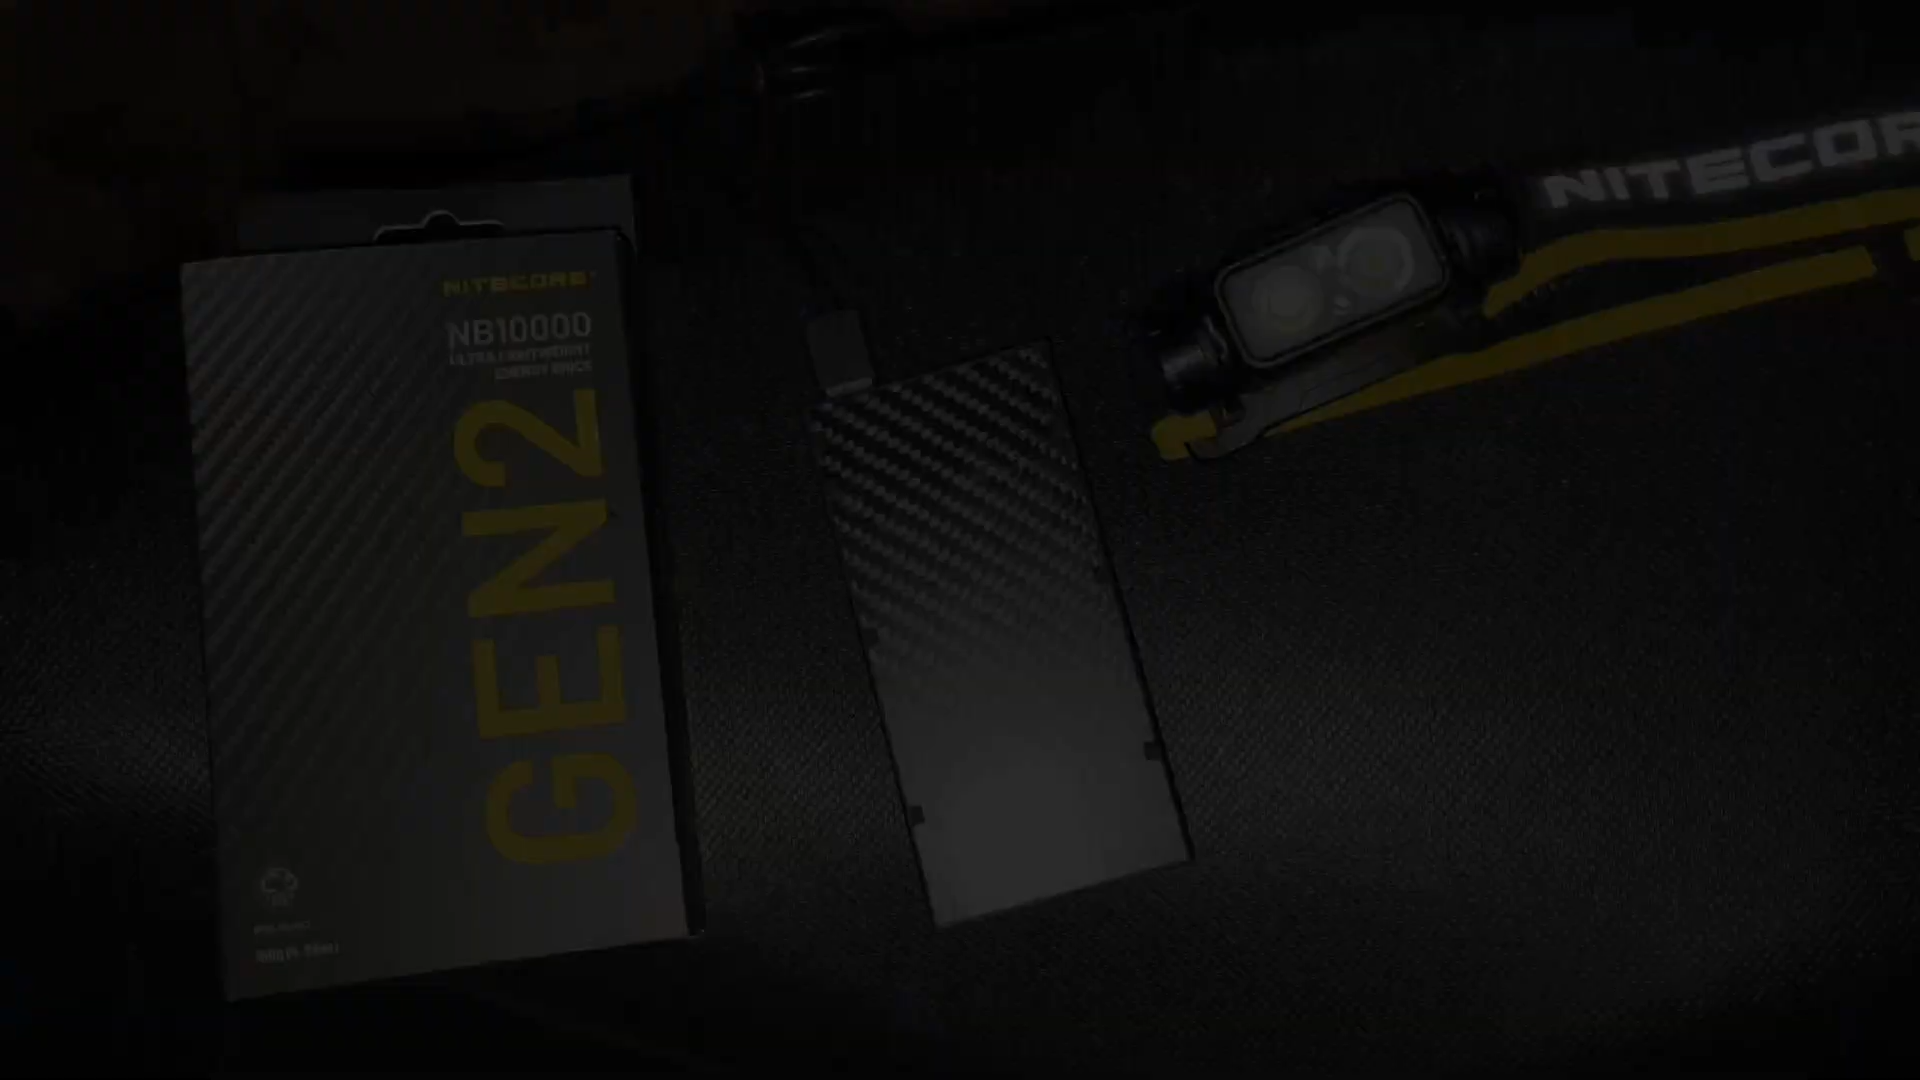 NITECORE
NB10000
ULTRA LIGHTWEIGHT
ENERGY BRICK
GEN2
NITECOR